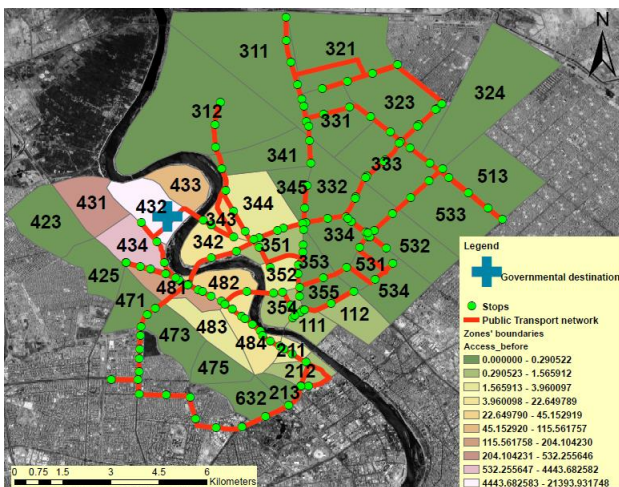 N
311
321
324
323
312
331
341
333
513
433
345
332
431
432
344
343
533
423
334
434
342
351
532
425
353
352
531
481
482
534
471
355
354
112
111
483
473
484
211
475
212
213
632
Legend
Governmental destination
Stops
Public Transport network
Zones' boundaries
Access_before
0.000000 - 0.290522
0.290523 - 1.565912
1.565913 - 3.960097
3.960098 - 22.649789
22.649790 - 45.152919
45.152920 - 115.561757
115.561758 - 204.104230
204.104231 - 532.255646
532.255647 - 4443.682582
4443.682583 - 21393.931748
0 0.75 1.5 3 4.5 6
Kilometers